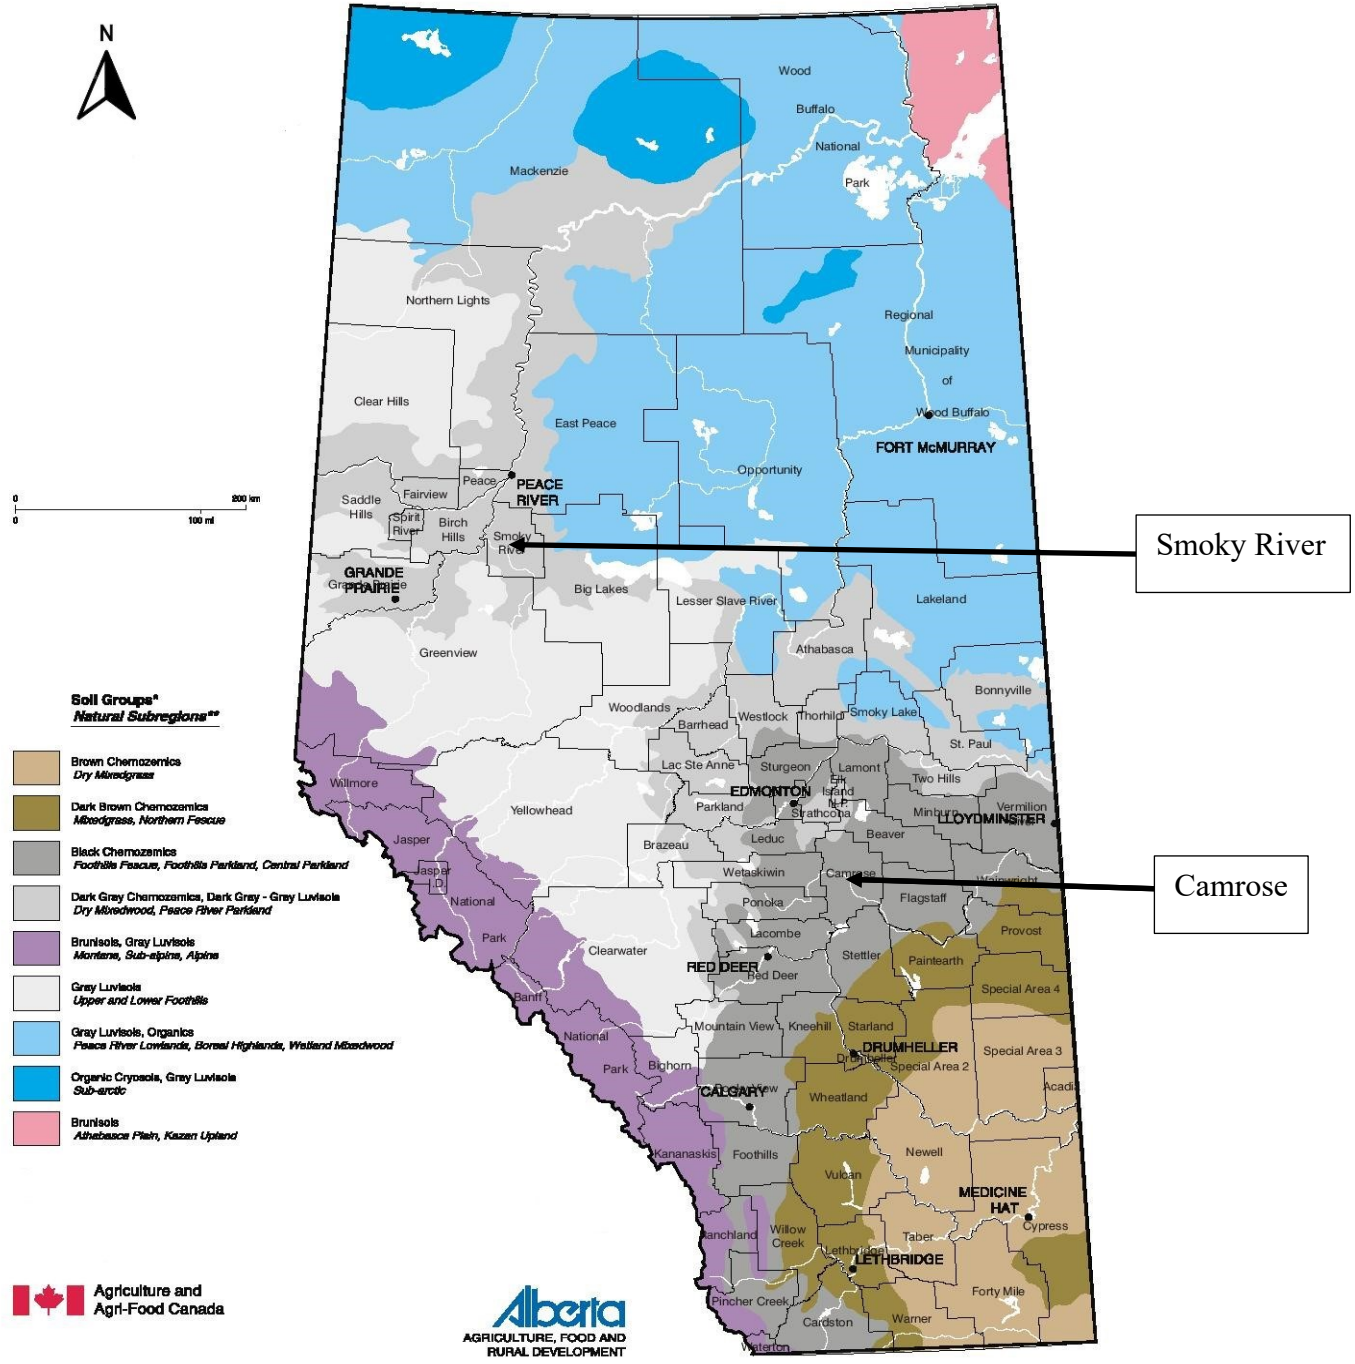 N
Wood
Buffalo
National
Park
Mackenzie
Northern Lights
Regional
Municipality
of
Wood Buffalo
FORT McMURRAY
Clear Hills
East Peace
Opportunity
PEACE
RIVER
Peace
Fairview
Saddle
Hills
Spirit
River
Birch
Hills
Smoky
River
0 200 km
0 100 mi
Smoky River
GRANDE
PRAIRIE
Grande Prairie
Big Lakes
Lesser Slave River
Lakeland
Athabasca
Greenview
Bonnyville
Woodlands
Barrhead
Westlock
Thorhild
Smoky Lake
St. Paul
Soil Groups*
Natural Subregions**
Lac Ste Anne
Sturgeon
Lamont
Two Hills
Willmore
EDMONTON
Elk
Island
N.P.
Strathcona
Parkland
Yellowhead
Minburn
Vermilion
LLOYDMINSTER
Beaver
Leduc
Brazeau
Jasper
Jasper
D.
National
Park
Wetaskiwin
Camrose
Wainwright
Camrose
Ponoka
Flagstaff
Lacombe
Provost
Clearwater
RED DEER
Red Deer
Stettler
Paintearth
Special Area 4
Banff
National
Park
Mountain View
Kneehill
Starland
Special Area 3
DRUMHELLER
Drumheller
Special Area 2
Bighorn
Acadia
CALGARY
Wheatland
Kananaskis
Foothills
Newell
Vulcan
MEDICINE
HAT
Cypress
Ranchland
Willow
Creek
Taber
Lethbridge
LETHBRIDGE
Forty Mile
Pincher Creek
Cardston
Warner
Waterton
Brown Chernozemics
Dry Mixedgrass
Dark Brown Chernozemics
Mixedgrass, Northern Fescue
Black Chernozemics
Foothills Fescue, Foothills Parkland, Central Parkland
Dark Gray Chernozemics, Dark Gray - Gray Luvisols
Dry Mixedwood, Peace River Parkland
Brunisols, Gray Luvisols
Montane, Sub-alpine, Alpine
Gray Luvisols
Upper and Lower Foothills
Gray Luvisols, Organics
Peace River Lowlands, Boreal Highlands, Wetland Mixedwood
Organic Cryosols, Gray Luvisols
Sub-arctic
Brunisols
Athabasca Plain, Kazan Upland
Agriculture and
Agri-Food Canada
Alberta
AGRICULTURE, FOOD AND
RURAL DEVELOPMENT